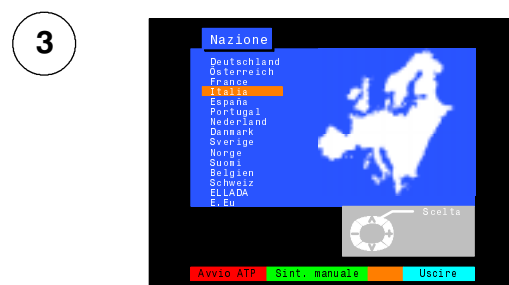 3
Nazione
Deutschland
Österreich
France
Italia
España
Portugal
Nederland
Danmark
Sverige
Norge
Suomi
Belgien
Schweiz
ELLADA
E.Eu
Scelta
Avvio ATP Sint. manuale Uscire